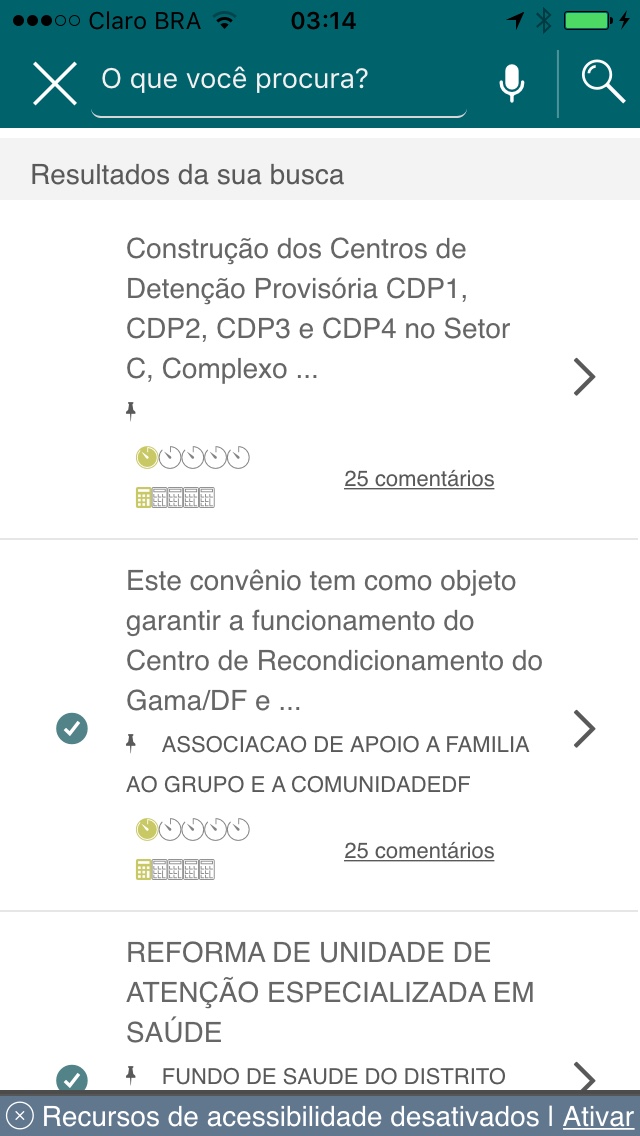 Claro BRA 03:14
O que você procura?
Resultados da sua busca
Construção dos Centros de
Detenção Provisória CDP1,
CDP2, CDP3 e CDP4 no Setor
C, Complexo ...
25 comentários
Este convênio tem como objeto
garantir a funcionamento do
Centro de Recondicionamento do
Gama/DF e ...
ASSOCIACAO DE APOIO A FAMILIA
AO GRUPO E A COMUNIDADEDF
25 comentários
REFORMA DE UNIDADE DE
ATENÇÃO ESPECIALIZADA EM
SAÚDE
FUNDO DE SAUDE DO DISTRITO
Recursos de acessibilidade desativados | Ativar